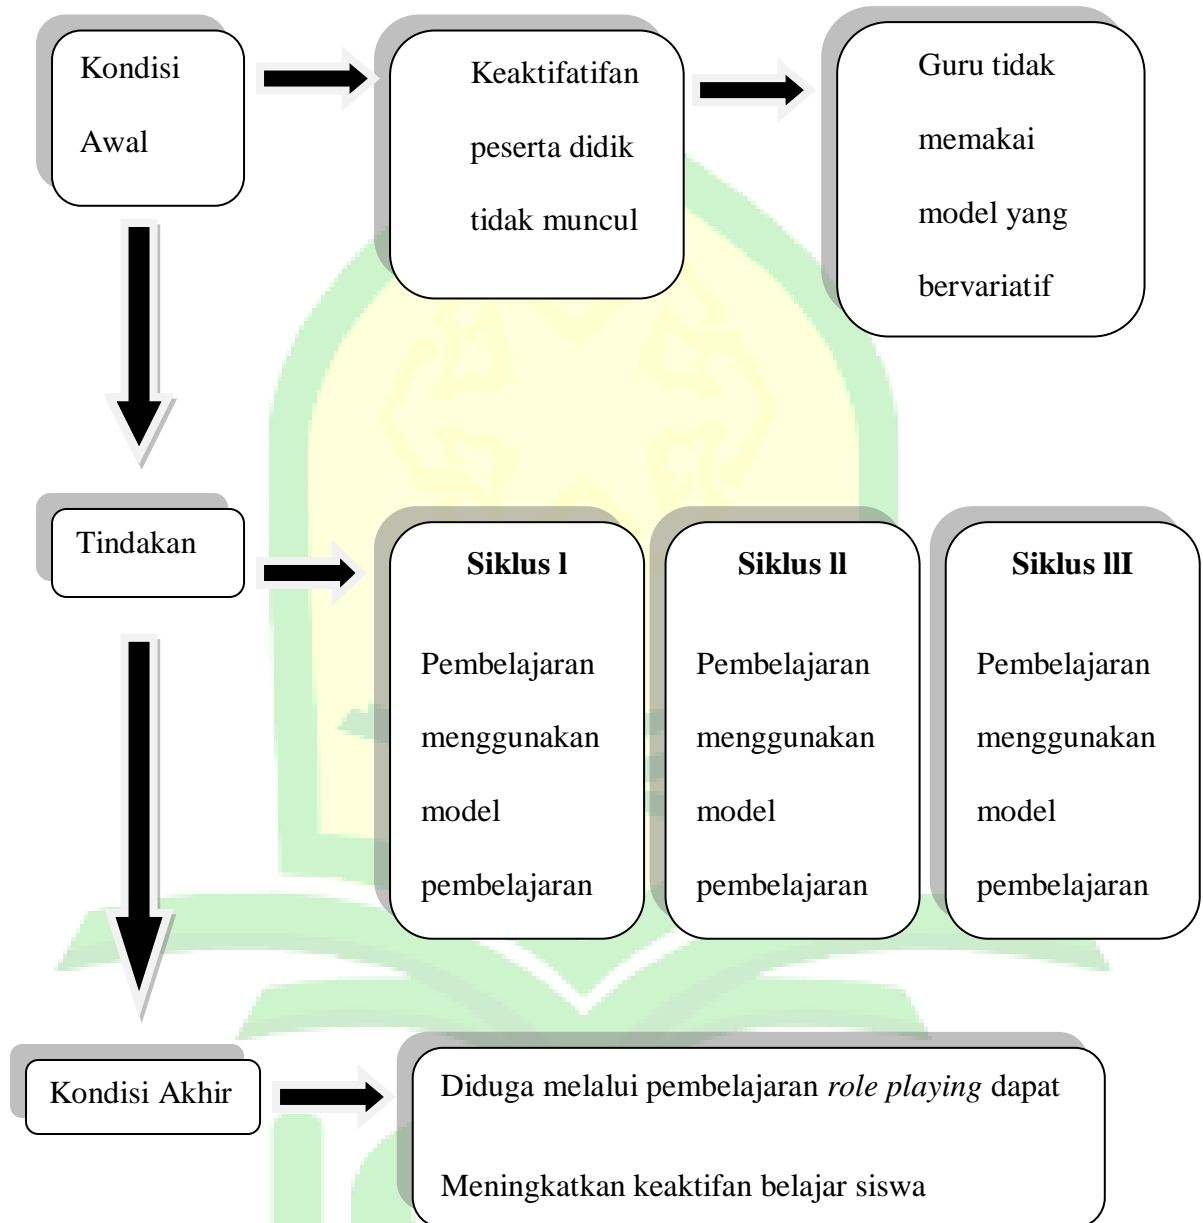 Kondisi
Awal
Keaktifatifan
peserta didik
tidak muncul
Guru tidak
memakai
model yang
bervariatif
Tindakan
Siklus l
Pembelajaran
menggunakan
model
pembelajaran
Siklus ll
Pembelajaran
menggunakan
model
pembelajaran
Siklus llI
Pembelajaran
menggunakan
model
pembelajaran
Kondisi Akhir
Diduga melalui pembelajaran role playing dapat
Meningkatkan keaktifan belajar siswa